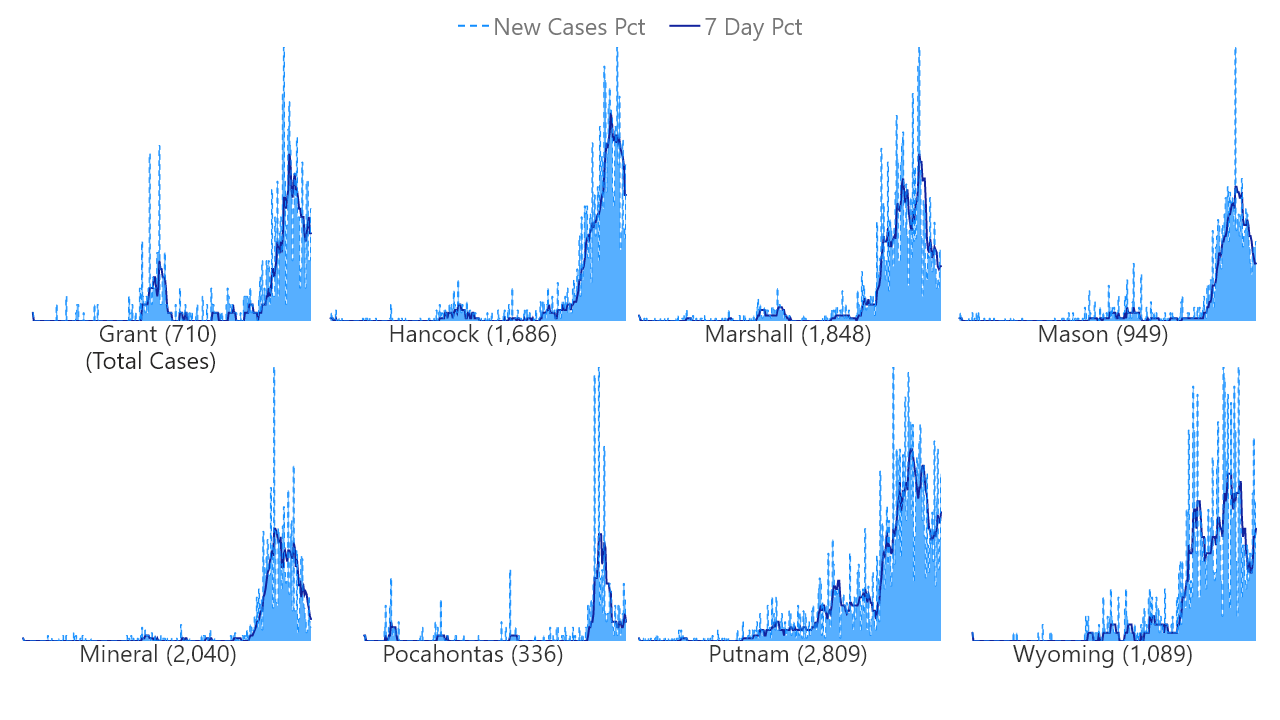 New Cases Pct 7 Day Pct
Grant (710)
(Total Cases)
Hancock (1,686)
Marshall (1,848)
Mason (949)
Mineral (2,040)
Pocahontas (336)
Putnam (2,809)
Wyoming (1,089)